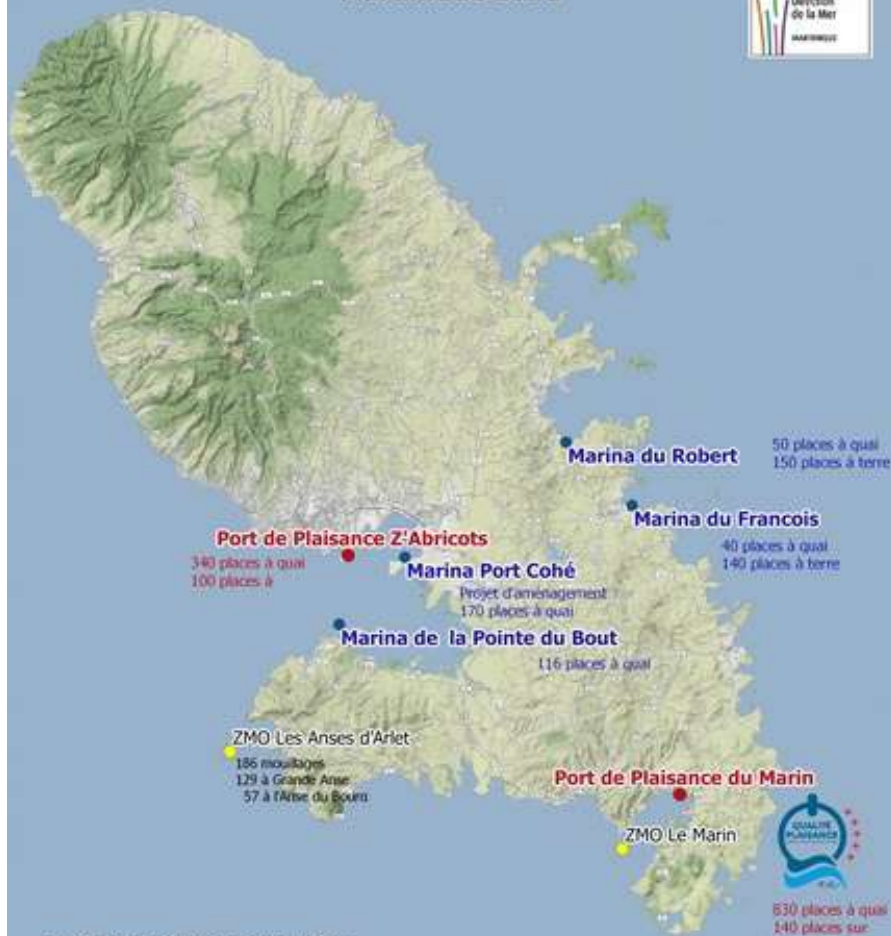 Direction
de la Mer
MARTINIQUE
Marina du Robert
50 places à quai
150 places à terre
Marina du Francois
40 places à quai
140 places à terre
Port de Plaisance Z'Abricots
340 places à quai
100 places à
Marina Port Cohé
Projet d'aménagement
170 places à quai
Marina de la Pointe du Bout
116 places à quai
ZMO Les Anses d'Arlet
186 mouillages
129 à Grande Anse
57 à l'Anse du Bourg
Port de Plaisance du Marin
ZMO Le Marin
QUALITÉ
PLAISANCE
830 places à quai
140 places sur